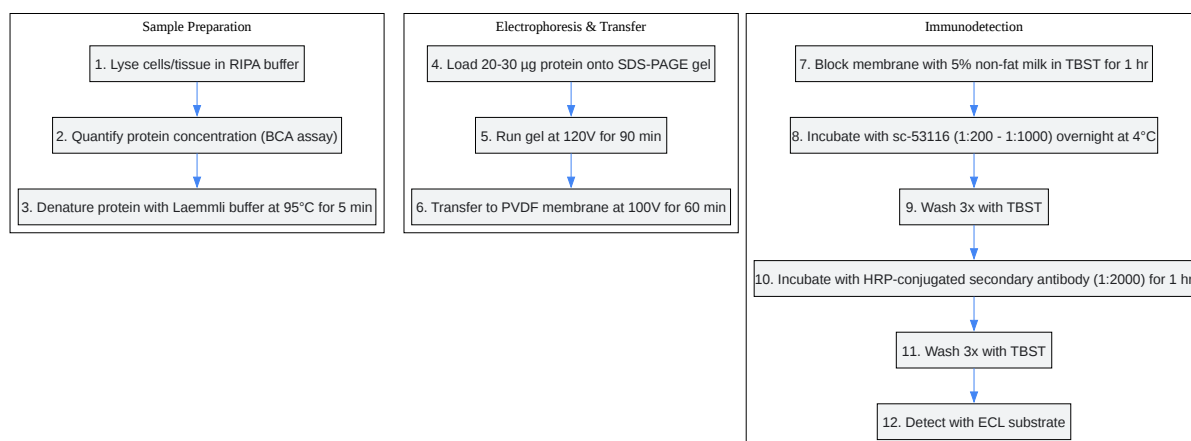 Sample Preparation
1. Lyse cells/tissue in RIPA buffer
2. Quantify protein concentration (BCA assay)
3. Denature protein with Laemmli buffer at 95°C for 5 min
Electrophoresis & Transfer
4. Load 20-30 µg protein onto SDS-PAGE gel
5. Run gel at 120V for 90 min
6. Transfer to PVDF membrane at 100V for 60 min
Immunodetection
7. Block membrane with 5% non-fat milk in TBST for 1 hr
8. Incubate with sc-53116 (1:200 - 1:1000) overnight at 4°C
9. Wash 3x with TBST
10. Incubate with HRP-conjugated secondary antibody (1:2000) for 1 hr
11. Wash 3x with TBST
12. Detect with ECL substrate